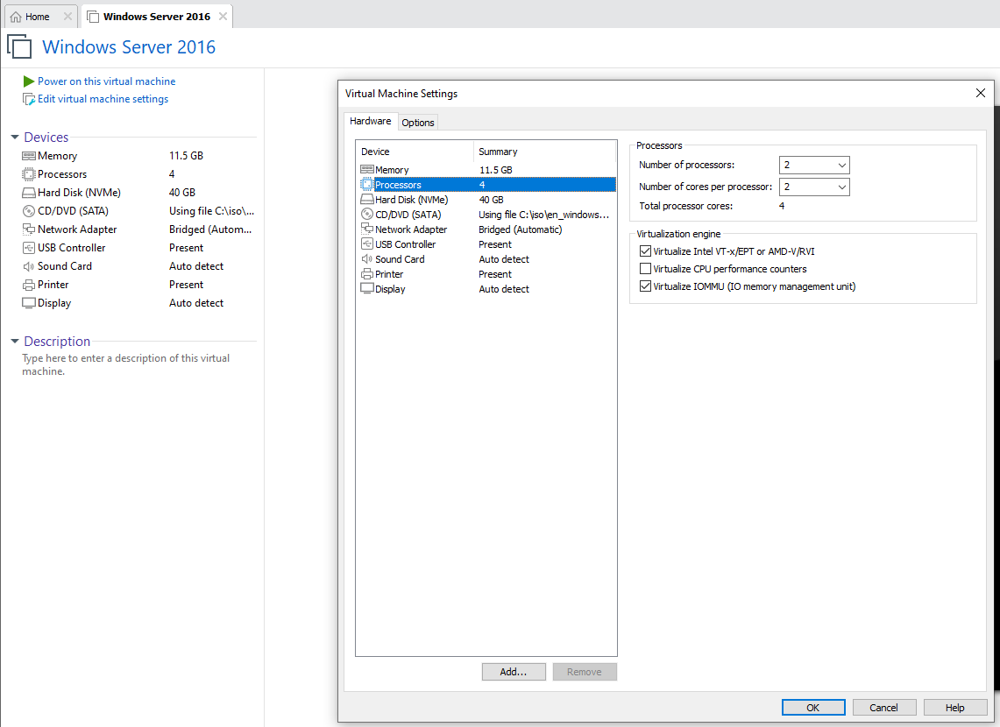 Home
Windows Server 2016
Windows Server 2016
Power on this virtual machine
Edit virtual machine settings
Devices
Memory 11.5 GB
Processors 4
Hard Disk (NVMe) 40 GB
CD/DVD (SATA) Using file C:\iso\...
Network Adapter Bridged (Autom...
USB Controller Present
Sound Card Auto detect
Printer Present
Display Auto detect
Description
Type here to enter a description of this virtual
machine.
Virtual Machine Settings
Hardware Options
Device Summary
Memory 11.5 GB
Processors 4
Hard Disk (NVMe) 40 GB
CD/DVD (SATA) Using file C:\iso\en_windows...
Network Adapter Bridged (Automatic)
USB Controller Present
Sound Card Auto detect
Printer Present
Display Auto detect
Add... Remove
Processors
Number of processors: 2
Number of cores per processor: 2
Total processor cores: 4
Virtualization engine
Virtualize Intel VT-x/EPT or AMD-V/RVI
Virtualize CPU performance counters
Virtualize IOMMU (IO memory management unit)
OK Cancel Help